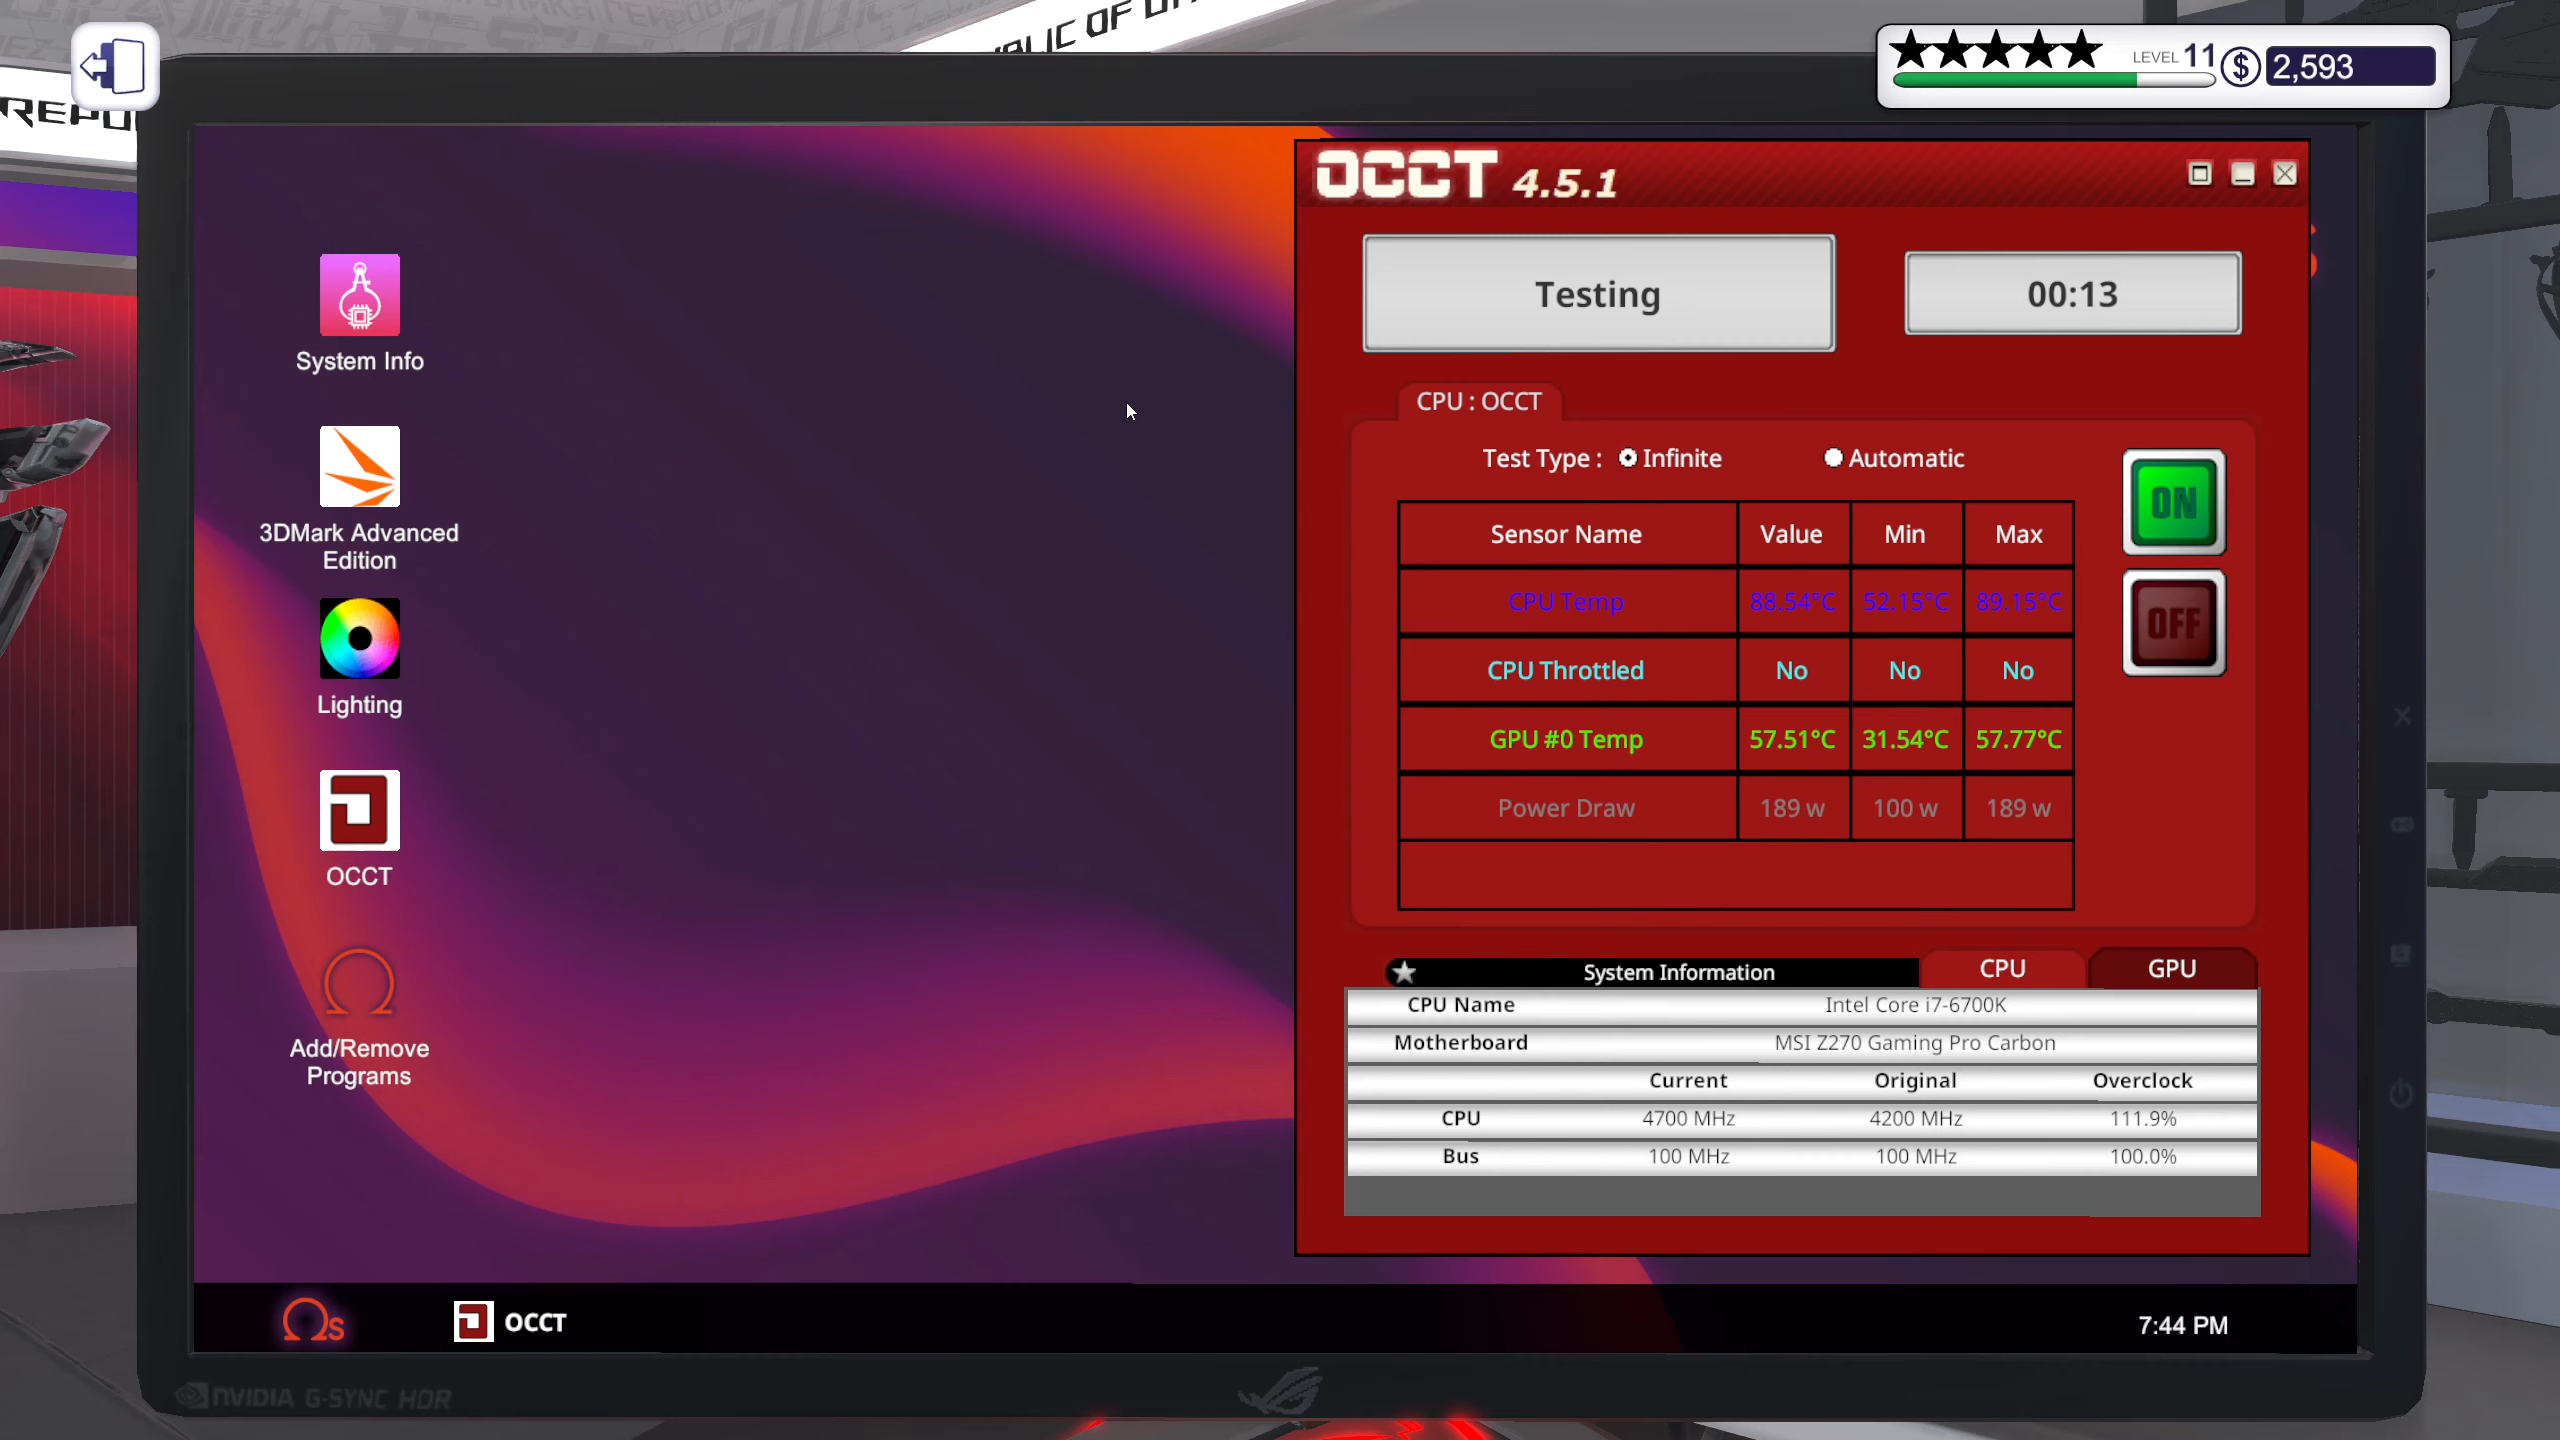 LIC OF
REPU
LEVEL 11
$ 2,593
OCCT 4.5.1
Testing
00:13
CPU : OCCT
Test Type : Infinite Automatic
ON
OFF
Sensor Name Value Min Max
CPU Temp 88.54°C 52.15°C 89.15°C
CPU Throttled No No No
GPU #0 Temp 57.51°C 31.54°C 57.77°C
Power Draw 189 w 100 w 189 w
System Information CPU GPU
CPU Name Intel Core i7-6700K
Motherboard MSI Z270 Gaming Pro Carbon
Current Original Overclock
CPU 4700 MHz 4200 MHz 111.9%
Bus 100 MHz 100 MHz 100.0%
System Info
3DMark Advanced
Edition
Lighting
OCCT
Add/Remove
Programs
Ωs
OCCT
7:44 PM
NVIDIA G-SYNC HDR